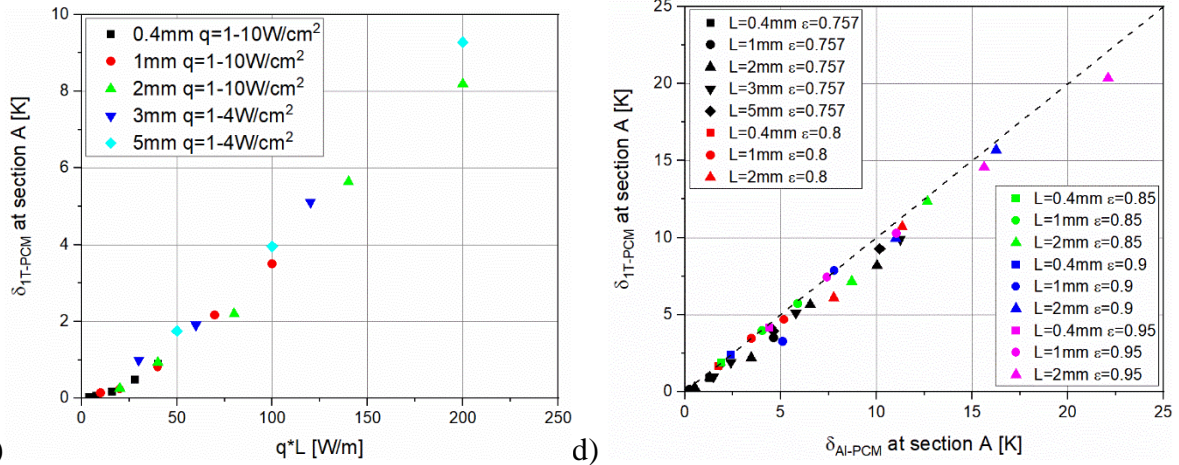 10
8
6
4
2
0
δ1T-PCM at section A [K]
0.4mm q=1-10W/cm²
1mm q=1-10W/cm²
2mm q=1-10W/cm²
3mm q=1-4W/cm²
5mm q=1-4W/cm²
0 50 100 150 200 250
q*L [W/m]
)
d)
25
20
15
10
5
0
δ1T-PCM at section A [K]
L=0.4mm ε=0.757
L=1mm ε=0.757
L=2mm ε=0.757
L=3mm ε=0.757
L=5mm ε=0.757
L=0.4mm ε=0.8
L=1mm ε=0.8
L=2mm ε=0.8
L=0.4mm ε=0.85
L=1mm ε=0.85
L=2mm ε=0.85
L=0.4mm ε=0.9
L=1mm ε=0.9
L=2mm ε=0.9
L=0.4mm ε=0.95
L=1mm ε=0.95
L=2mm ε=0.95
0 5 10 15 20 25
δAl-PCM at section A [K]